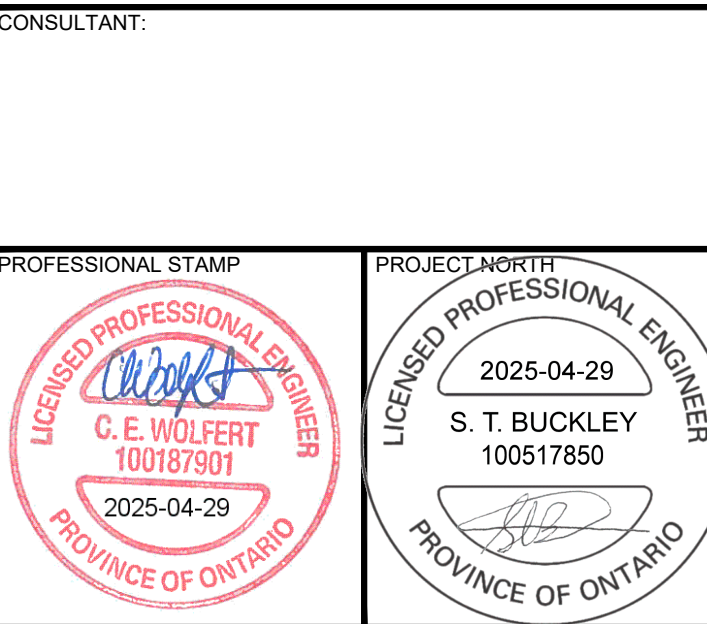 CONSULTANT:
PROFESSIONAL STAMP
LICENSED PROFESSIONAL ENGINEER
C. E. WOLFERT
100187901
2025-04-29
PROVINCE OF ONTARIO
PROJECT NORTH
LICENSED PROFESSIONAL ENGINEER
2025-04-29
S. T. BUCKLEY
100517850
PROVINCE OF ONTARIO